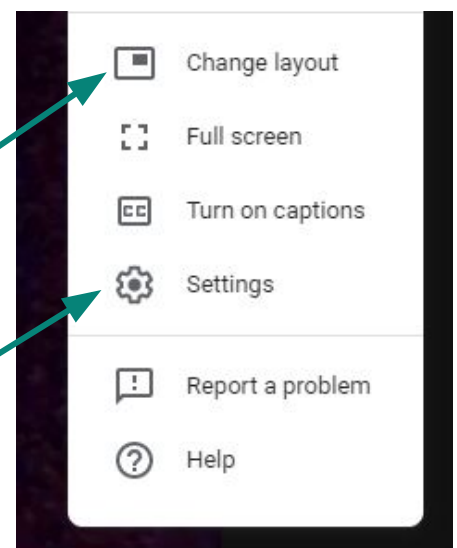 Change layout
Full screen
Turn on captions
Settings
Report a problem
Help